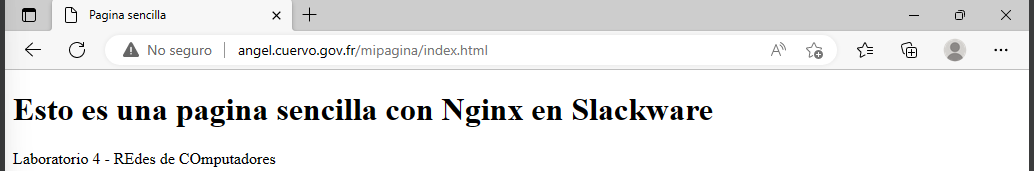 Pagina sencilla
No seguro angel.cuervo.gov.fr/mipagina/index.html
Esto es una pagina sencilla con Nginx en Slackware
Laboratorio 4 - REdes de COmputadores